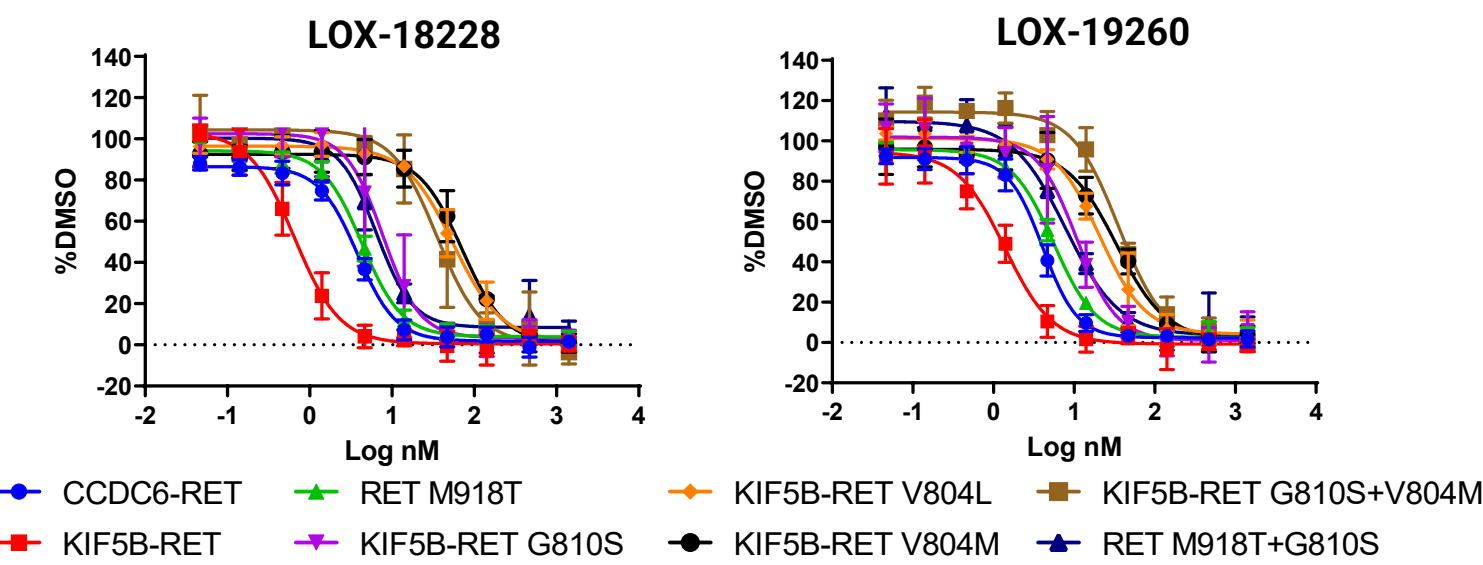 LOX-18228
140
120
100
80
60
40
20
0
-20
%DMSO
-2 -1 0 1 2 3 4
Log nM
LOX-19260
140
120
100
80
60
40
20
0
-20
%DMSO
-2 -1 0 1 2 3 4
Log nM
CCDC6-RET RET M918T KIF5B-RET V804L KIF5B-RET G810S+V804M
KIF5B-RET KIF5B-RET G810S KIF5B-RET V804M RET M918T+G810S